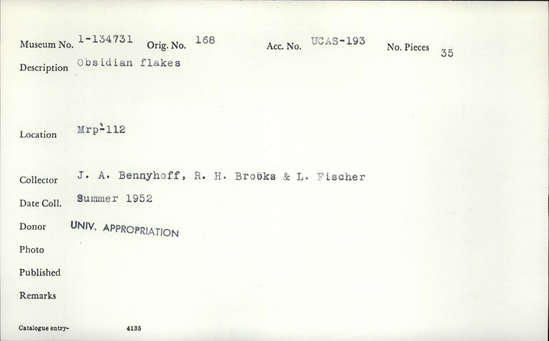 Museum No. 1-134731 Orig. No. 168 Acc. No. UCAS-193 No. Pieces 35
Description Obsidian flakes
Location Mrp-112
Collector J. A. Bennyhoff, R. H. Brooks & L. Fischer
Date Coll. Summer 1952
Donor UNIV. APPROPRIATION
Photo
Published
Remarks
Catalogue entry- 4135